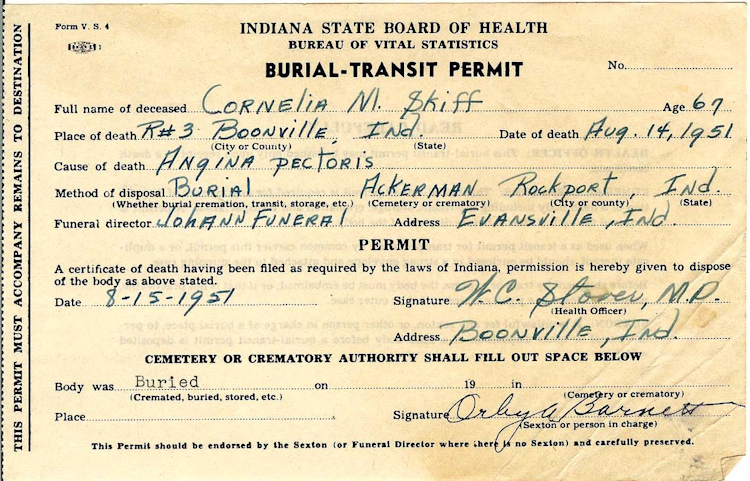 Form V. S. 4
INDIANA STATE BOARD OF HEALTH
BUREAU OF VITAL STATISTICS
BURIAL-TRANSIT PERMIT
No.
Full name of deceased Cornelia M. Skiff Age 67
Place of death R#3 Boonville, Ind. Date of death Aug. 14, 1951
(City or County) (State)
Cause of death Angina pectoris
Method of disposal Burial Ackerman Rockport, Ind.
(Whether burial cremation, transit, storage, etc.) (Cemetery or crematory) (City or county) (State)
Funeral director Johann Funeral Address Evansville, Ind.
PERMIT
A certificate of death having been filed as required by the laws of Indiana, permission is hereby given to dispose
of the body as above stated.
Date 8-15-1951 Signature W.C. Stover, M.D.
(Health Officer)
Address Boonville, Ind.
CEMETERY OR CREMATORY AUTHORITY SHALL FILL OUT SPACE BELOW
Body was Buried on 19 in
(Cremated, buried, stored, etc.) (Cemetery or crematory)
Place Signature Orby A Barnett
(Sexton or person in charge)
This Permit should be endorsed by the Sexton (or Funeral Director where there is no Sexton) and carefully preserved.
THIS PERMIT MUST ACCOMPANY REMAINS TO DESTINATION